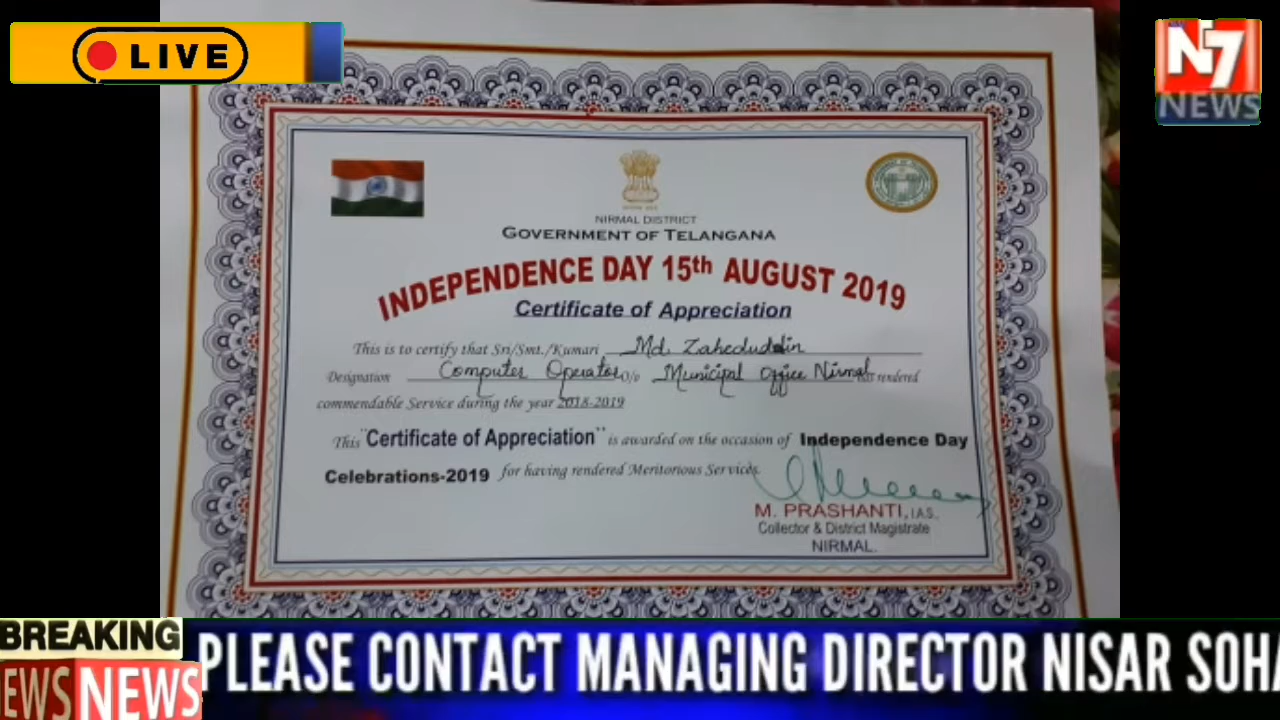 LIVE
N7
NEWS
NIRMAL DISTRICT
GOVERNMENT OF TELANGANA
INDEPENDENCE DAY 15th AUGUST 2019
Certificate of Appreciation
This is to certify that Sri/Smt./Kumari Md. Zaheduddin
Designation Computer Operator O/o Municipal Office Nirmal has rendered
commendable Service during the year 2018-2019
This "Certificate of Appreciation" is awarded on the occasion of Independence Day
Celebrations-2019 for having rendered Meritorious Services.
M. PRASHANTI, I.A.S.
Collector & District Magistrate
NIRMAL.
BREAKING
EWS NEWS
PLEASE CONTACT MANAGING DIRECTOR NISAR SOHA